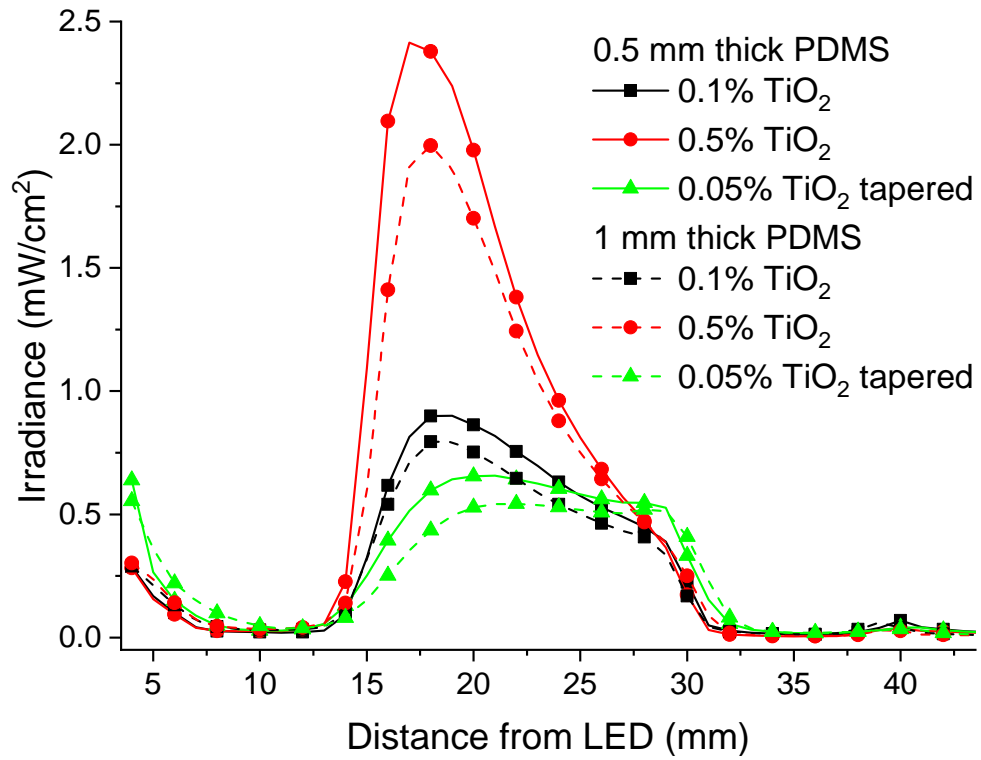 2.5
2.0
1.5
1.0
0.5
0.0
Irradiance (mW/cm²)
0.5 mm thick PDMS
0.1% TiO₂
0.5% TiO₂
0.05% TiO₂ tapered
1 mm thick PDMS
0.1% TiO₂
0.5% TiO₂
0.05% TiO₂ tapered
5 10 15 20 25 30 35 40
Distance from LED (mm)